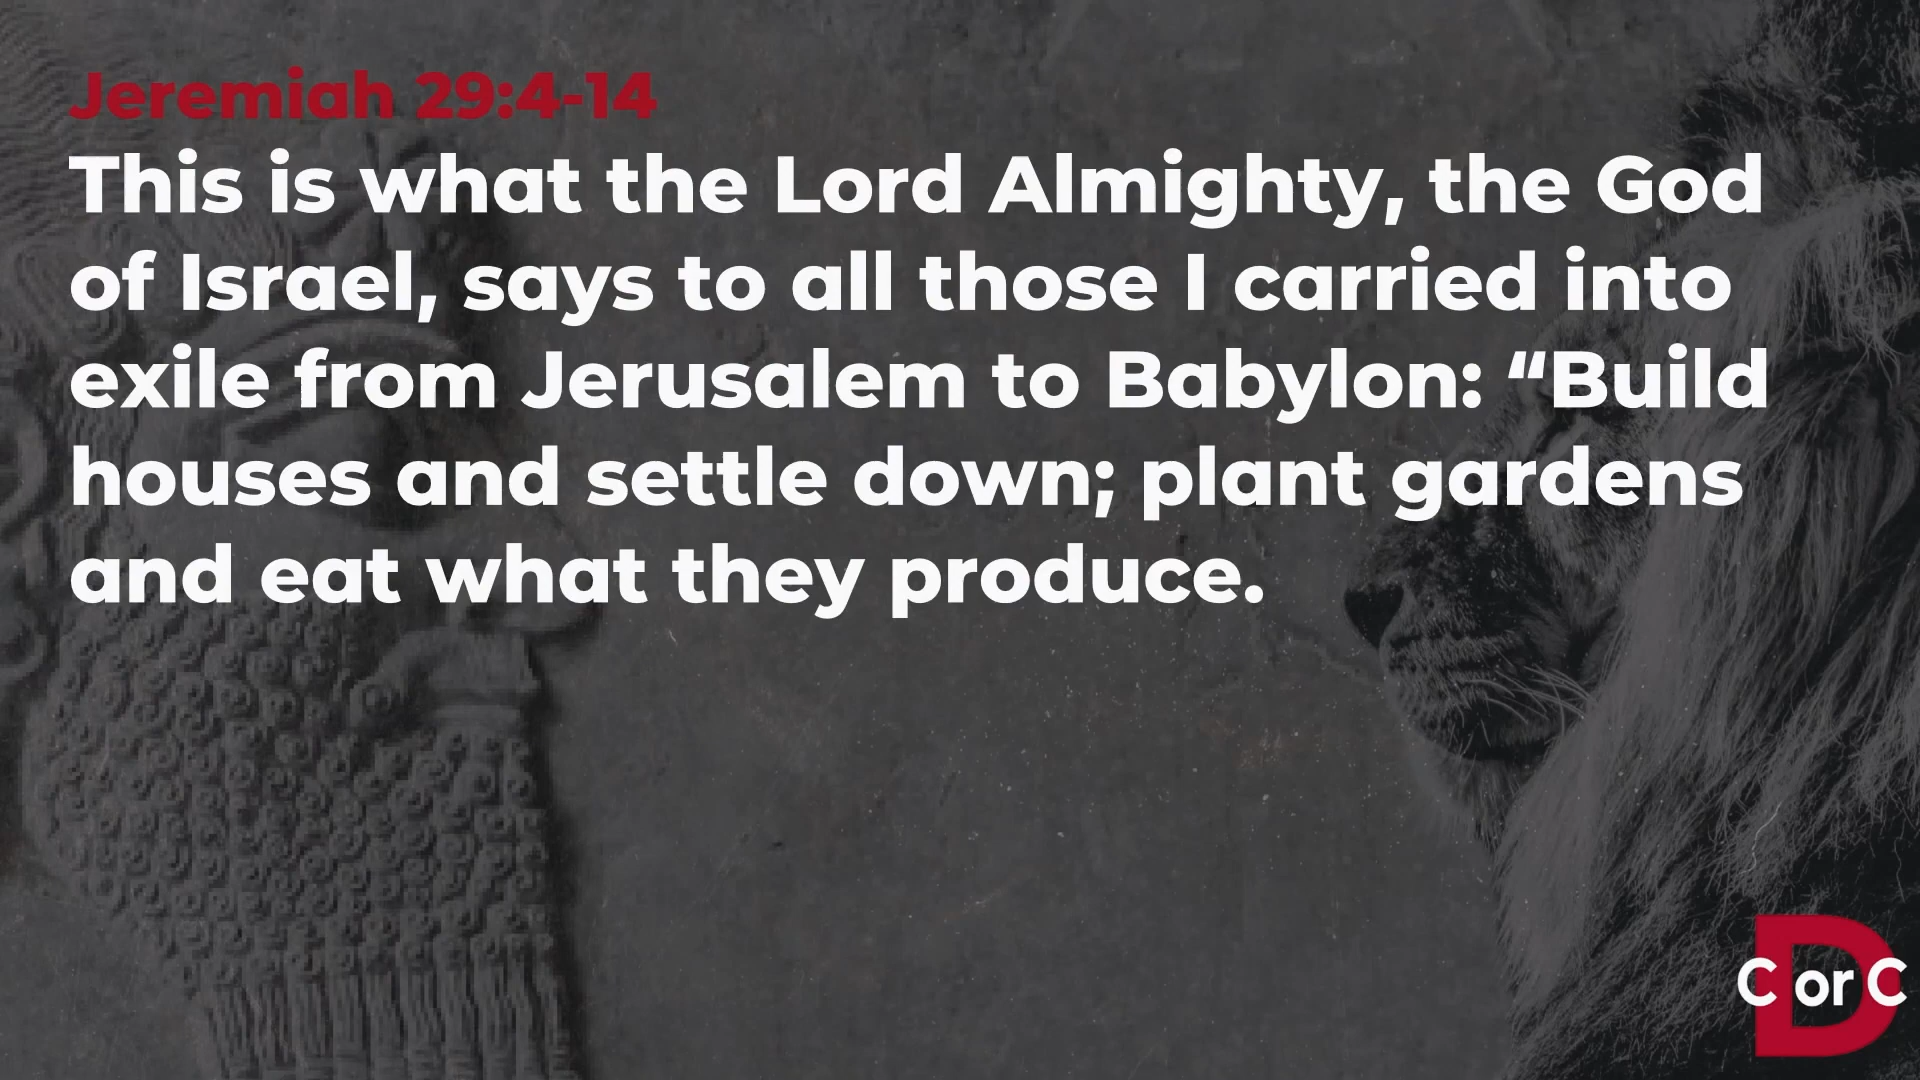 Jeremiah 29:4-14
This is what the Lord Almighty, the God
of Israel, says to all those I carried into
exile from Jerusalem to Babylon: “Build
houses and settle down; plant gardens
and eat what they produce.
D
C or C